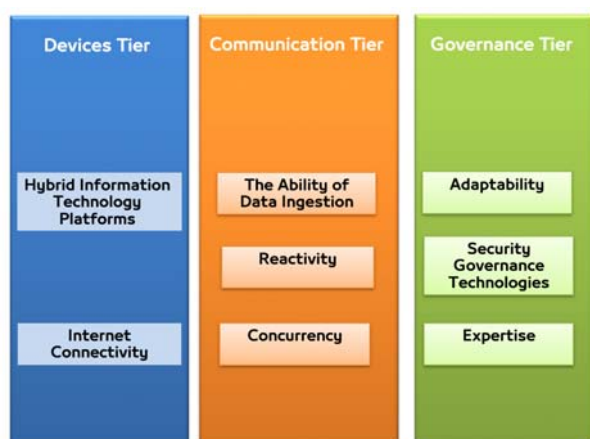 Devices Tier
Hybrid Information
Technology
Platforms
Internet
Connectivity
Communication Tier
The Ability of
Data Ingestion
Reactivity
Concurrency
Governance Tier
Adaptability
Security
Governance
Technologies
Expertise